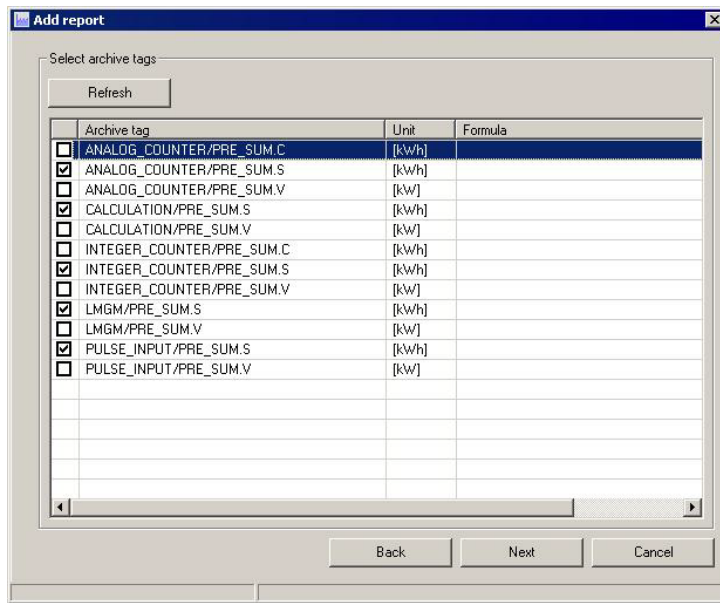 Add report
Select archive tags
Refresh
Archive tag Unit Formula
ANALOG_COUNTER/PRE_SUM.C [kWh]
ANALOG_COUNTER/PRE_SUM.S [kWh]
ANALOG_COUNTER/PRE_SUM.V [kW]
CALCULATION/PRE_SUM.S [kWh]
CALCULATION/PRE_SUM.V [kW]
INTEGER_COUNTER/PRE_SUM.C [kWh]
INTEGER_COUNTER/PRE_SUM.S [kWh]
INTEGER_COUNTER/PRE_SUM.V [kW]
LMGM/PRE_SUM.S [kWh]
LMGM/PRE_SUM.V [kW]
PULSE_INPUT/PRE_SUM.S [kWh]
PULSE_INPUT/PRE_SUM.V [kW]
Back Next Cancel